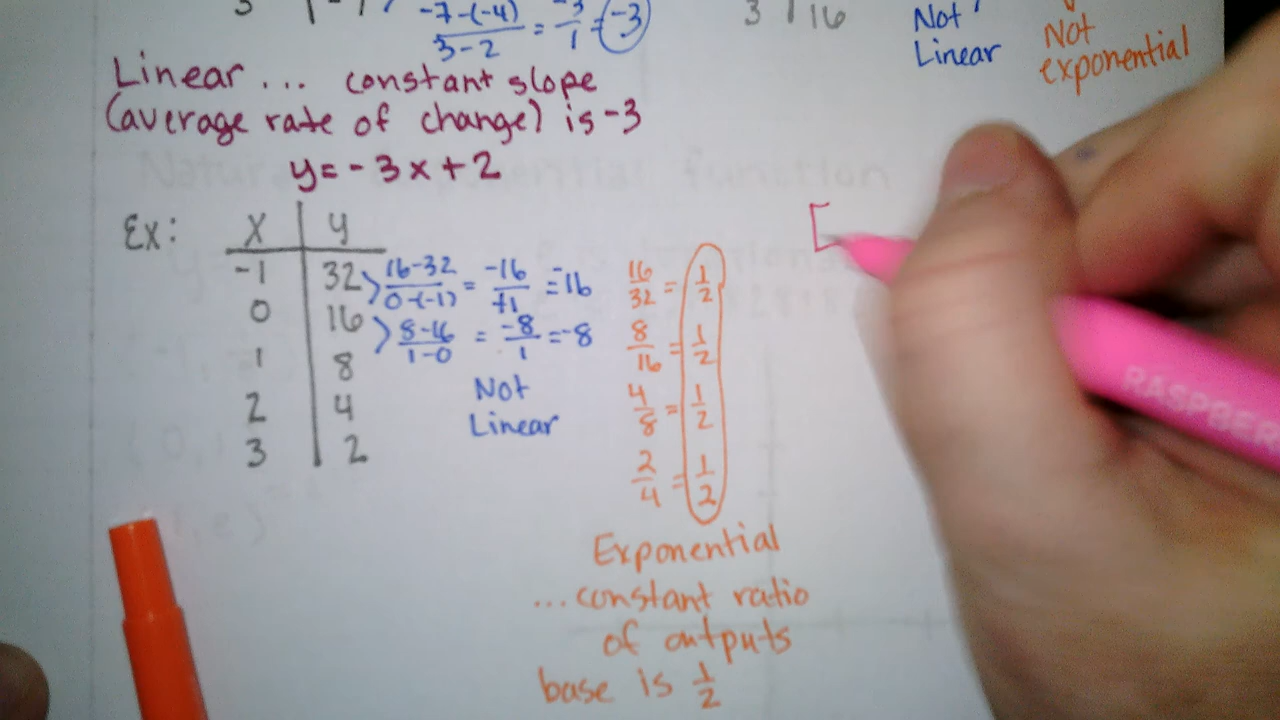 -7-(-4) / 3-2 = -3/1 = -3
3 | 16
Not
Linear
Not
exponential
Linear ... constant slope
(average rate of change) is -3
y = -3x+2
Ex: x | y
-1 | 32
0 | 16
1 | 8
2 | 4
3 | 2
16-32 / 0-(-1) = -16/+1 = -16
8-16 / 1-0 = -8/1 = -8
Not
Linear
16/32 = 1/2
8/16 = 1/2
4/8 = 1/2
2/4 = 1/2
Exponential
...constant ratio
of outputs
base is 1/2
Natural Exponential function